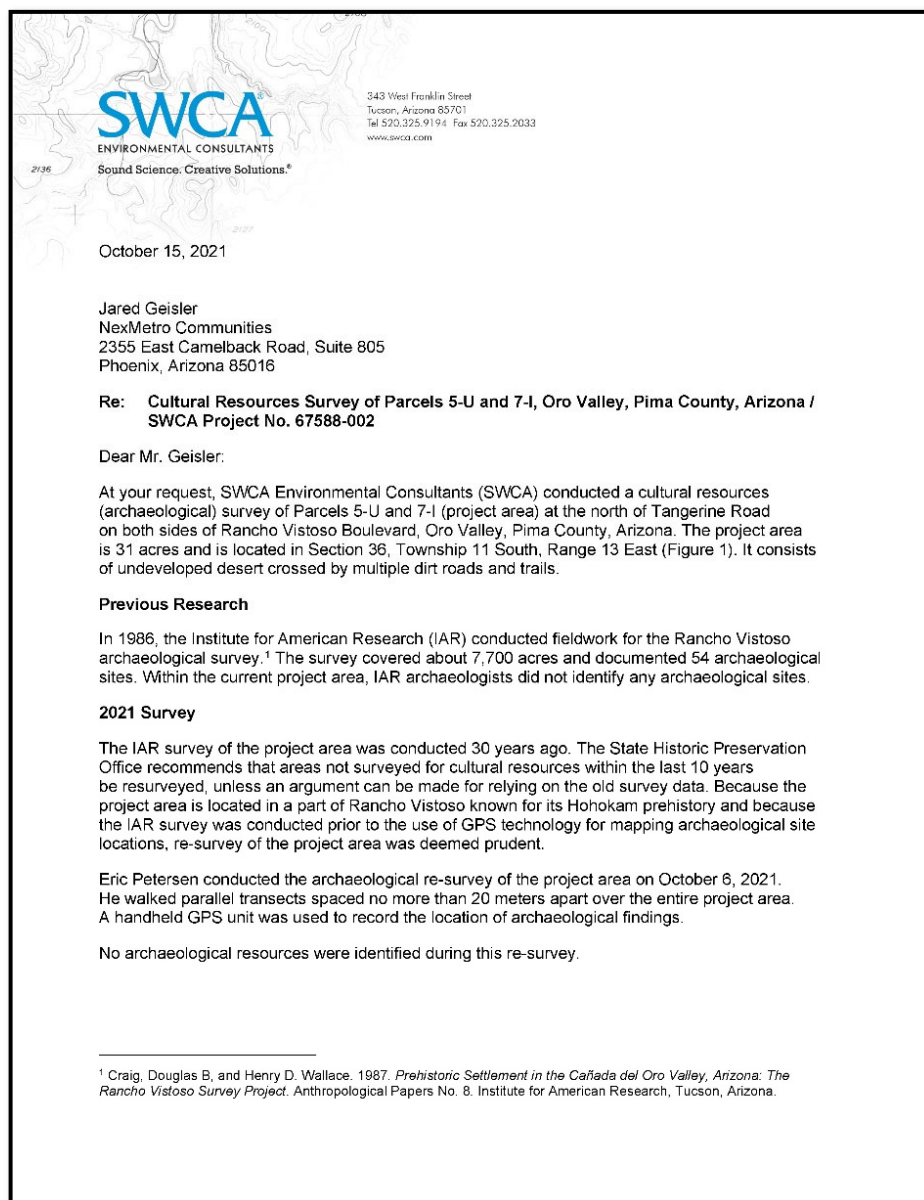 2100
2136
2127
SWCA®
ENVIRONMENTAL CONSULTANTS
Sound Science. Creative Solutions.®
343 West Franklin Street
Tucson, Arizona 85701
Tel 520.325.9194 Fax 520.325.2033
www.swca.com
October 15, 2021
Jared Geisler
NexMetro Communities
2355 East Camelback Road, Suite 805
Phoenix, Arizona 85016
Re: Cultural Resources Survey of Parcels 5-U and 7-I, Oro Valley, Pima County, Arizona /
SWCA Project No. 67588-002
Dear Mr. Geisler:
At your request, SWCA Environmental Consultants (SWCA) conducted a cultural resources
(archaeological) survey of Parcels 5-U and 7-I (project area) at the north of Tangerine Road
on both sides of Rancho Vistoso Boulevard, Oro Valley, Pima County, Arizona. The project area
is 31 acres and is located in Section 36, Township 11 South, Range 13 East (Figure 1). It consists
of undeveloped desert crossed by multiple dirt roads and trails.
Previous Research
In 1986, the Institute for American Research (IAR) conducted fieldwork for the Rancho Vistoso
archaeological survey.¹ The survey covered about 7,700 acres and documented 54 archaeological
sites. Within the current project area, IAR archaeologists did not identify any archaeological sites.
2021 Survey
The IAR survey of the project area was conducted 30 years ago. The State Historic Preservation
Office recommends that areas not surveyed for cultural resources within the last 10 years
be resurveyed, unless an argument can be made for relying on the old survey data. Because the
project area is located in a part of Rancho Vistoso known for its Hohokam prehistory and because
the IAR survey was conducted prior to the use of GPS technology for mapping archaeological site
locations, re-survey of the project area was deemed prudent.
Eric Petersen conducted the archaeological re-survey of the project area on October 6, 2021.
He walked parallel transects spaced no more than 20 meters apart over the entire project area.
A handheld GPS unit was used to record the location of archaeological findings.
No archaeological resources were identified during this re-survey.
¹ Craig, Douglas B, and Henry D. Wallace. 1987. Prehistoric Settlement in the Cañada del Oro Valley, Arizona: The
Rancho Vistoso Survey Project. Anthropological Papers No. 8. Institute for American Research, Tucson, Arizona.